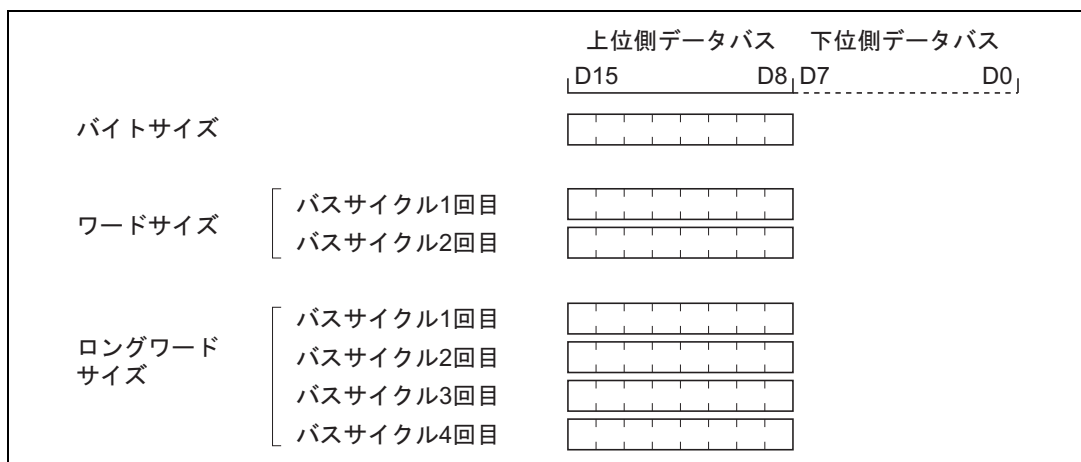 上位側データバス 下位側データバス
D15 D8 D7 D0
バイトサイズ
ワードサイズ
バスサイクル1回目
バスサイクル2回目
ロングワード
サイズ
バスサイクル1回目
バスサイクル2回目
バスサイクル3回目
バスサイクル4回目